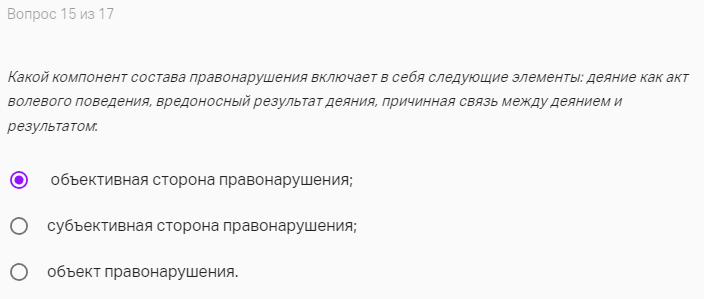 Вопрос 15 из 17
Какой компонент состава правонарушения включает в себя следующие элементы: деяние как акт
волевого поведения, вредоносный результат деяния, причинная связь между деянием и
результатом:
объективная сторона правонарушения;
субъективная сторона правонарушения;
объект правонарушения.